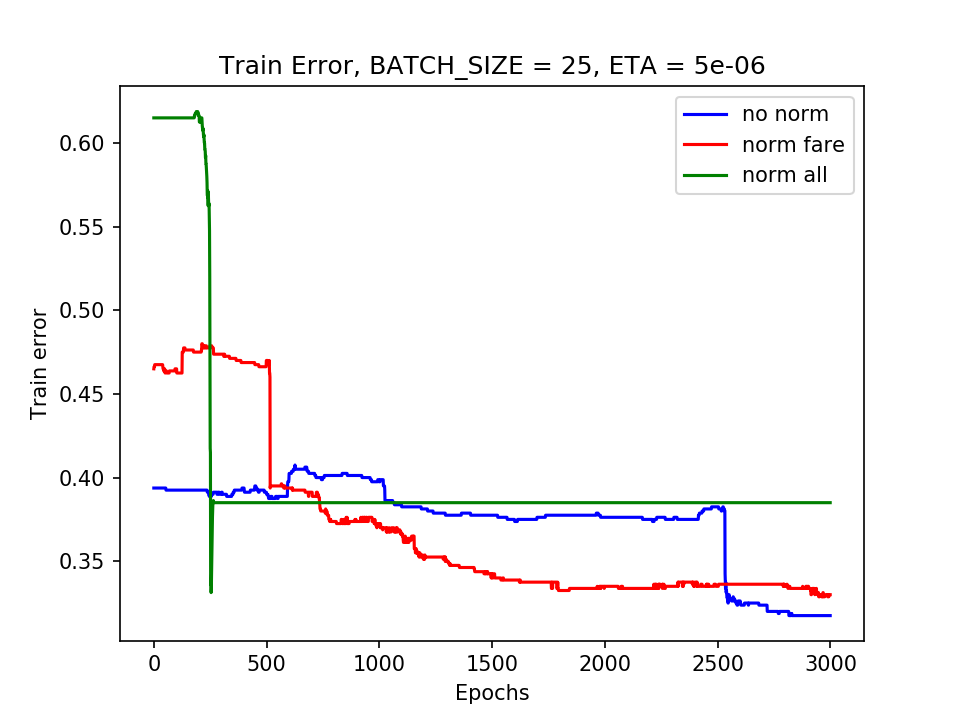 Train Error, BATCH_SIZE = 25, ETA = 5e-06
no norm
norm fare
norm all
Train error
0.60
0.55
0.50
0.45
0.40
0.35
0
500
1000
1500
2000
2500
3000
Epochs